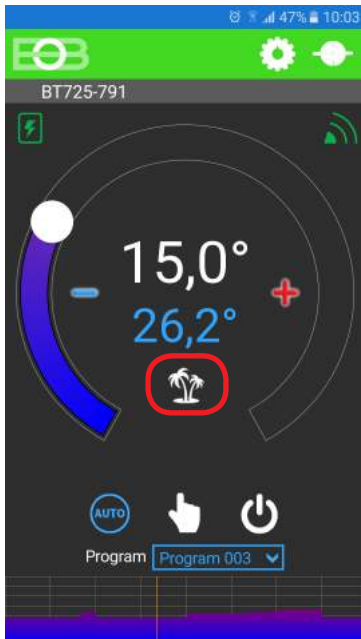 47% 10:03
EOB
BT725-791
15,0°
26,2°
AUTO
Program Program 003